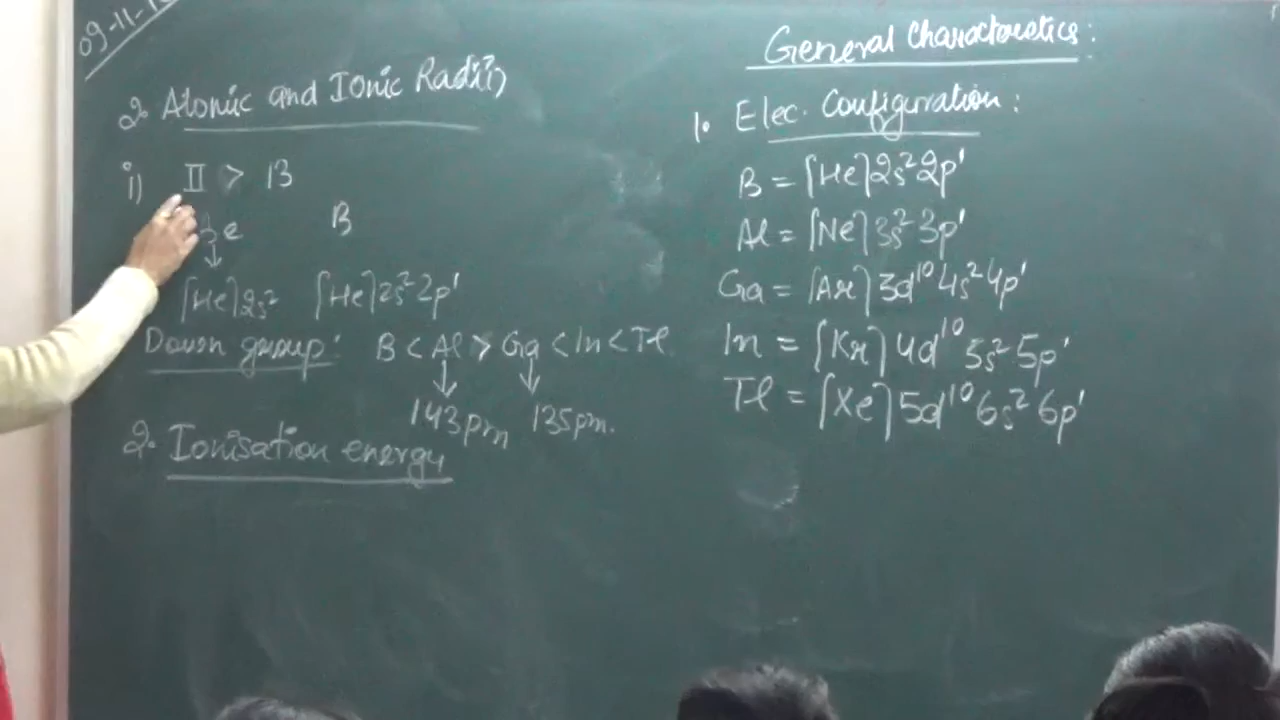 09-11-1
2. Atomic and Ionic Radii
i) II > 13
Be B
↓
[He]2s² [He]2s²2p¹
Down group: B < Al > Ga < In < Tl
↓ ↓
143pm 135pm.
2. Ionisation energy
General Characteristics:
1. Elec. Configuration:
B = [He]2s²2p¹
Al = [Ne]3s²3p¹
Ga = [Ar]3d¹⁰4s²4p¹
In = [Kr]4d¹⁰5s²5p¹
Tl = [Xe]5d¹⁰6s²6p¹